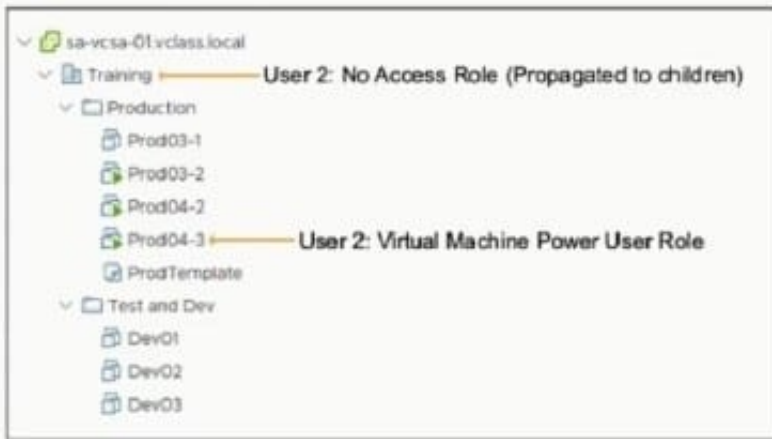 sa-vcsa-01.vclass.local
Training User 2: No Access Role (Propagated to children)
Production
Prod03-1
Prod03-2
Prod04-2
Prod04-3 User 2: Virtual Machine Power User Role
ProdTemplate
Test and Dev
Dev01
Dev02
Dev03